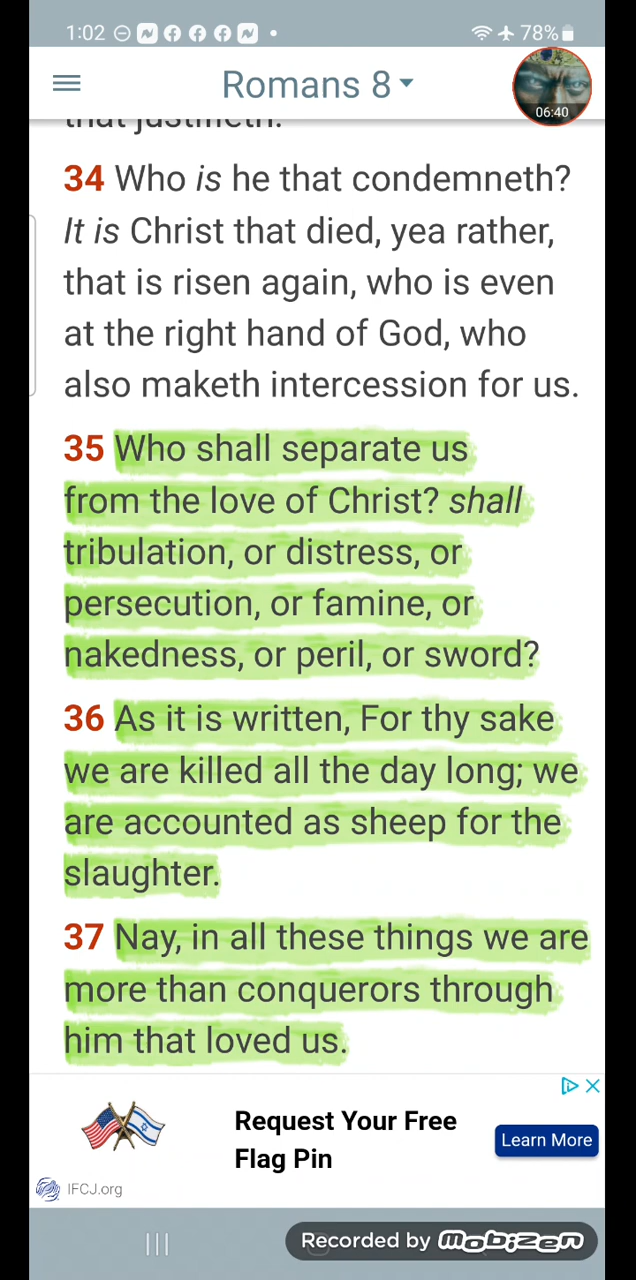 1:02
78%
Romans 8
06:40
that justifieth.
34 Who is he that condemneth?
It is Christ that died, yea rather,
that is risen again, who is even
at the right hand of God, who
also maketh intercession for us.
35 Who shall separate us
from the love of Christ? shall
tribulation, or distress, or
persecution, or famine, or
nakedness, or peril, or sword?
36 As it is written, For thy sake
we are killed all the day long; we
are accounted as sheep for the
slaughter.
37 Nay, in all these things we are
more than conquerors through
him that loved us.
Request Your Free
Flag Pin
Learn More
IFCJ.org
Recorded by mobizen